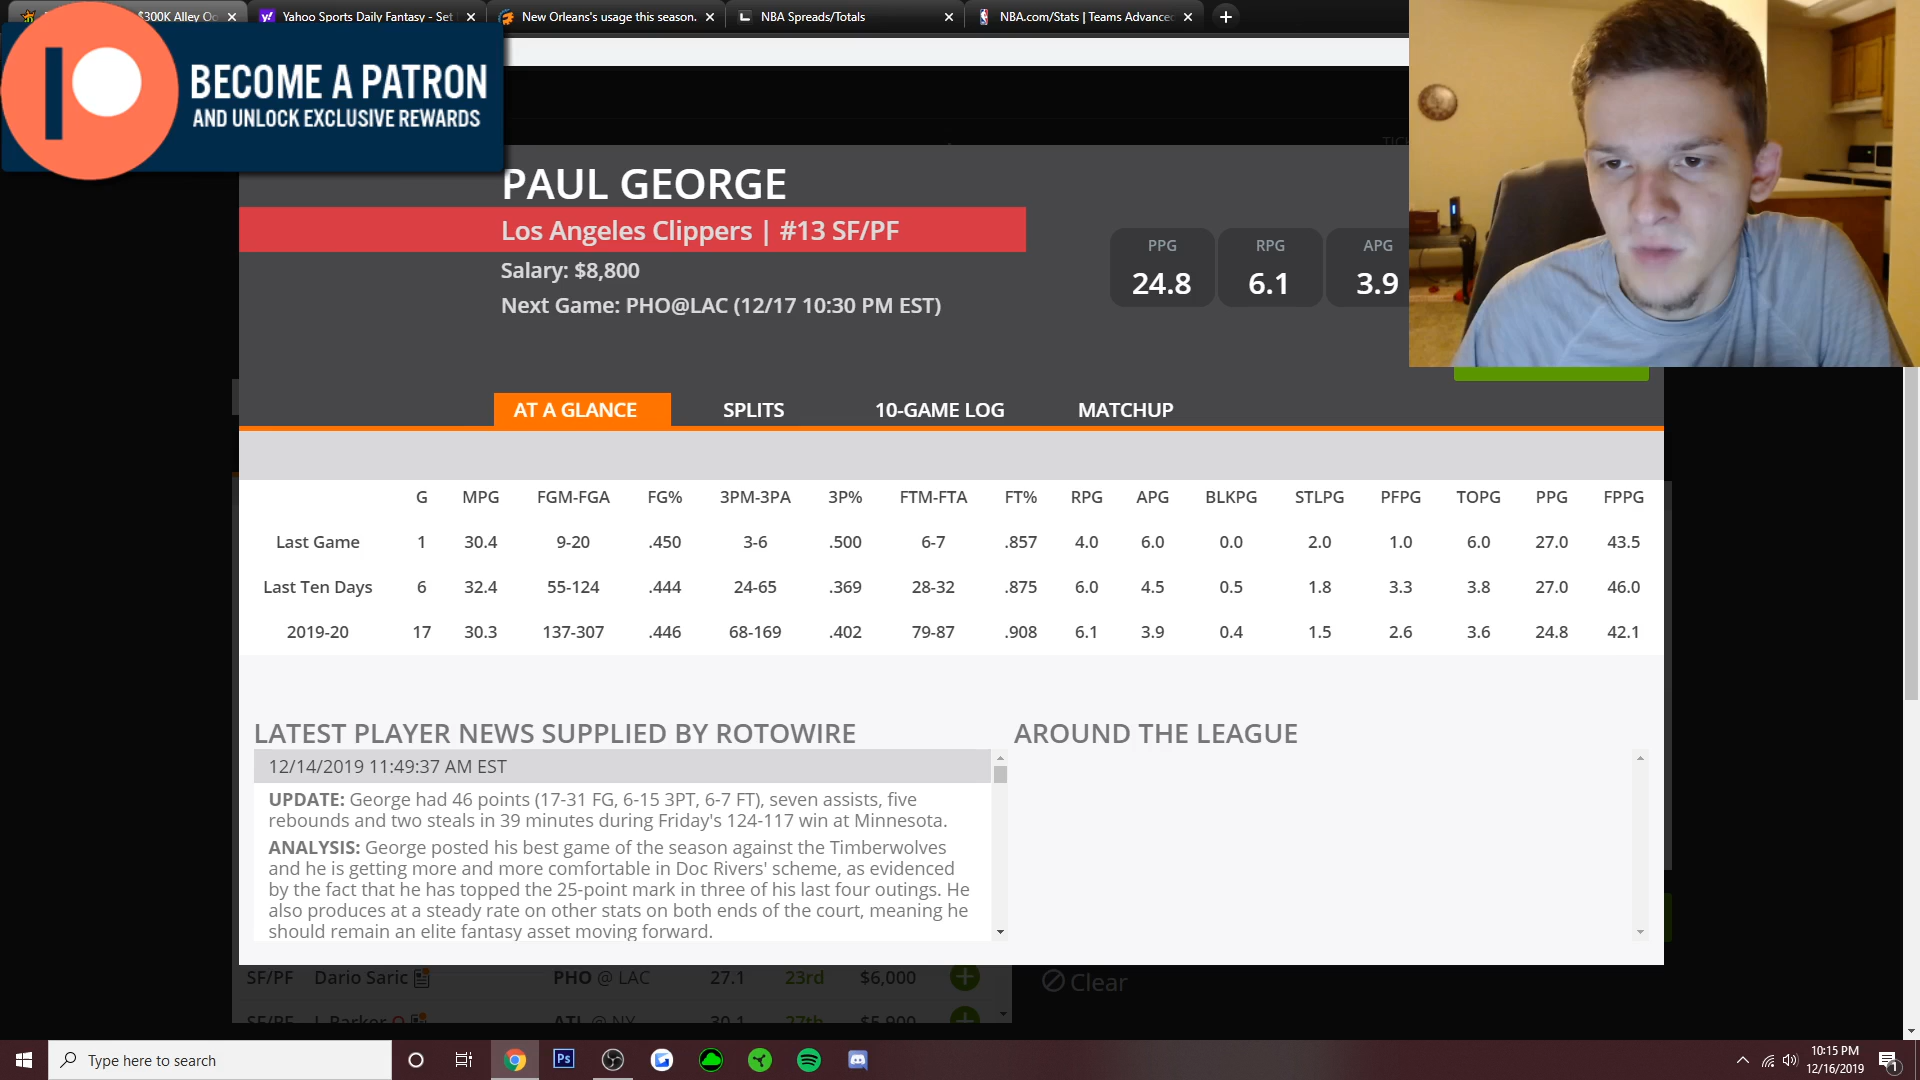 $300K Alley Oo
Yahoo Sports Daily Fantasy - Set
New Orleans's usage this season.
NBA Spreads/Totals
NBA.com/Stats | Teams Advanced
BECOME A PATRON
AND UNLOCK EXCLUSIVE REWARDS
PAUL GEORGE
Los Angeles Clippers | #13 SF/PF
Salary: $8,800
Next Game: PHO@LAC (12/17 10:30 PM EST)
PPG RPG APG
24.8 6.1 3.9
AT A GLANCE SPLITS 10-GAME LOG MATCHUP
G MPG FGM-FGA FG% 3PM-3PA 3P% FTM-FTA FT% RPG APG BLKPG STLPG PFPG TOPG PPG FPPG
Last Game 1 30.4 9-20 .450 3-6 .500 6-7 .857 4.0 6.0 0.0 2.0 1.0 6.0 27.0 43.5
Last Ten Days 6 32.4 55-124 .444 24-65 .369 28-32 .875 6.0 4.5 0.5 1.8 3.3 3.8 27.0 46.0
2019-20 17 30.3 137-307 .446 68-169 .402 79-87 .908 6.1 3.9 0.4 1.5 2.6 3.6 24.8 42.1
LATEST PLAYER NEWS SUPPLIED BY ROTOWIRE
12/14/2019 11:49:37 AM EST
UPDATE: George had 46 points (17-31 FG, 6-15 3PT, 6-7 FT), seven assists, five
rebounds and two steals in 39 minutes during Friday's 124-117 win at Minnesota.
ANALYSIS: George posted his best game of the season against the Timberwolves
and he is getting more and more comfortable in Doc Rivers' scheme, as evidenced
by the fact that he has topped the 25-point mark in three of his last four outings. He
also produces at a steady rate on other stats on both ends of the court, meaning he
should remain an elite fantasy asset moving forward.
AROUND THE LEAGUE
SF/PF Dario Saric PHO @ LAC 27.1 23rd $6,000
SF/PF J. Parker ATL @ NY 30.1 27th $5,900
Clear
Type here to search
Ps
10:15 PM
12/16/2019
1